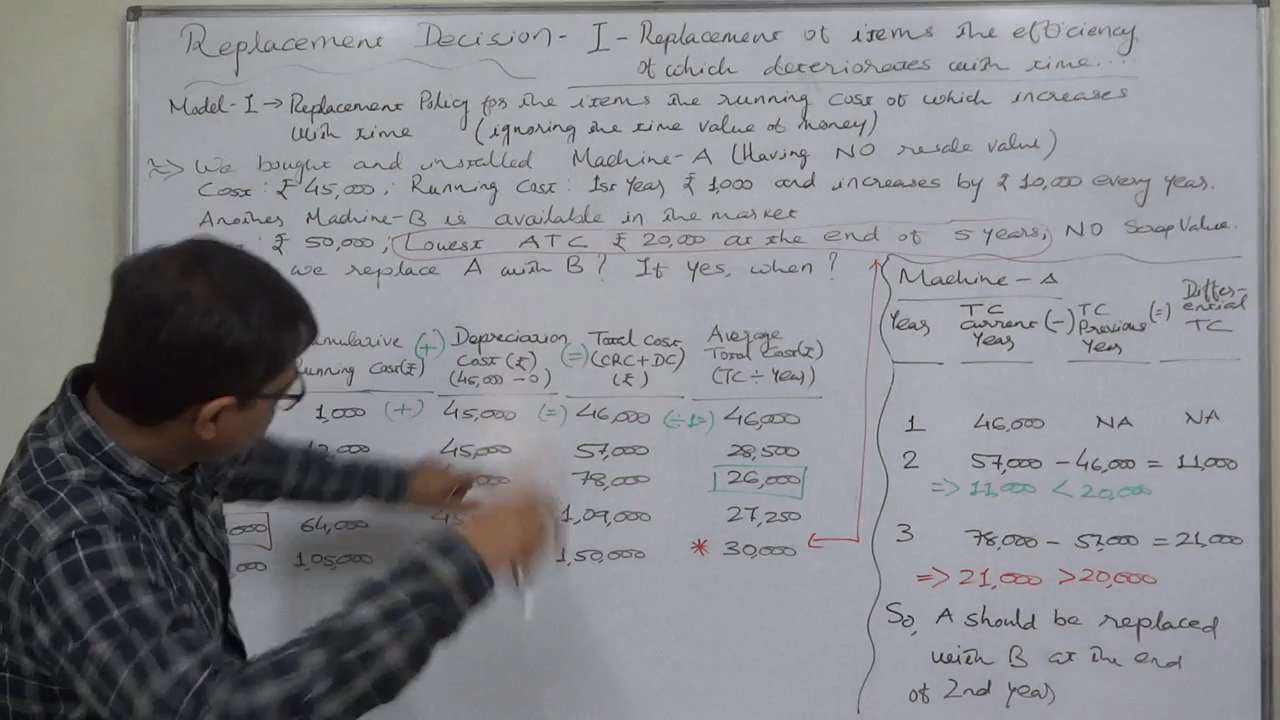 Replacement Decision - I - Replacement of items the efficiency
of which deteriorates with time....
Model-I → Replacement Policy for the items the running cost of which increases
with time (ignoring the time value of money)
We bought and installed Machine-A (Having NO resale value)
Cost: ₹ 45,000; Running Cost: 1st Year ₹ 1,000 and increases by ₹ 10,000 every year.
Another Machine-B is available in the market
: ₹ 50,000; Lowest ATC ₹ 20,000 at the end of 5 years, NO Scrap Value.
we replace A with B? If yes, when?
Running Cost(₹) (+) Depreciation Cost (₹) (45,000 - 0) (=) Total Cost (CRC+DC) (₹) Average Total Cost(₹) (TC ÷ Year)
1,000 (+) 45,000 (=) 46,000 (÷1=) 46,000
45,000 57,000 28,500
78,000 26,000
64,000 1,09,000 27,250
1,05,000 1,50,000 * 30,000
Machine - A
Year TC Current Year (-) TC Previous Year (=) Differ-ential TC
1 46,000 NA NA
2 57,000 - 46,000 = 11,000
=> 11,000 < 20,000
3 78,000 - 57,000 = 21,000
=> 21,000 > 20,000
So, A should be replaced
with B at the end
of 2nd year